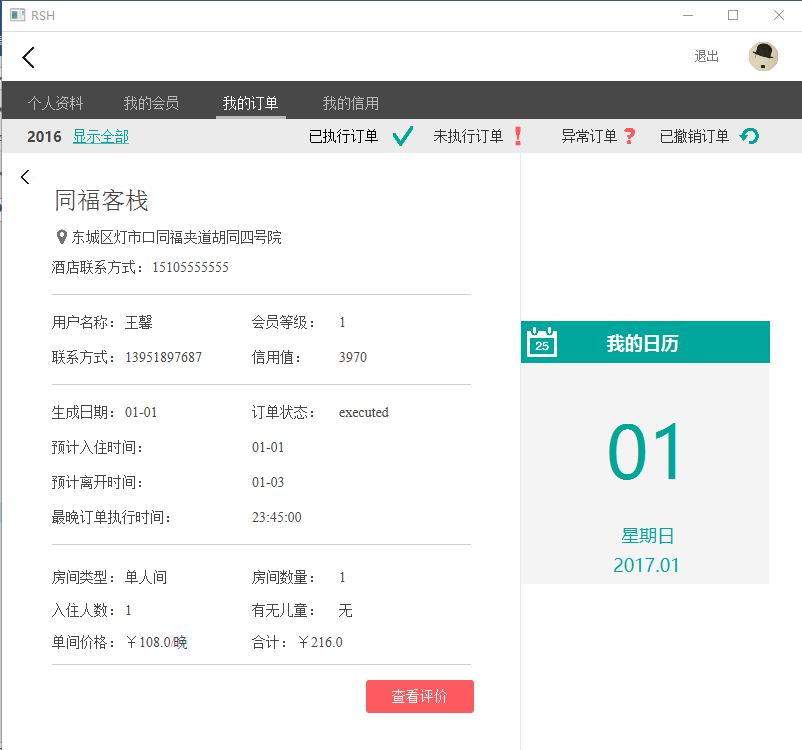 RSH
退出
个人资料 我的会员 我的订单 我的信用
2016 显示全部 已执行订单 未执行订单 异常订单 已撤销订单
同福客栈
东城区灯市口同福夹道胡同四号院
酒店联系方式：15105555555
用户名称：王馨 会员等级： 1
联系方式：13951897687 信用值： 3970
生成日期：01-01 订单状态： executed
预计入住时间： 01-01
预计离开时间： 01-03
最晚订单执行时间： 23:45:00
房间类型：单人间 房间数量： 1
入住人数：1 有无儿童： 无
单间价格：￥108.0/晚 合计：￥216.0
查看评价
25 我的日历
01
星期日
2017.01